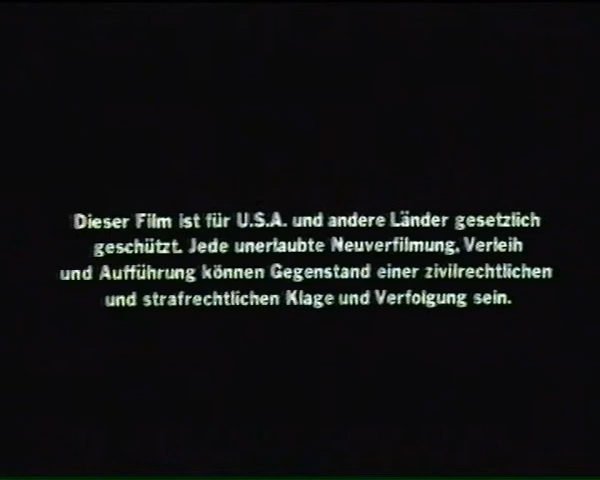 Dieser Film ist für U.S.A. und andere Länder gesetzlich
geschützt. Jede unerlaubte Neuverfilmung, Verleih
und Aufführung können Gegenstand einer zivilrechtlichen
und strafrechtlichen Klage und Verfolgung sein.